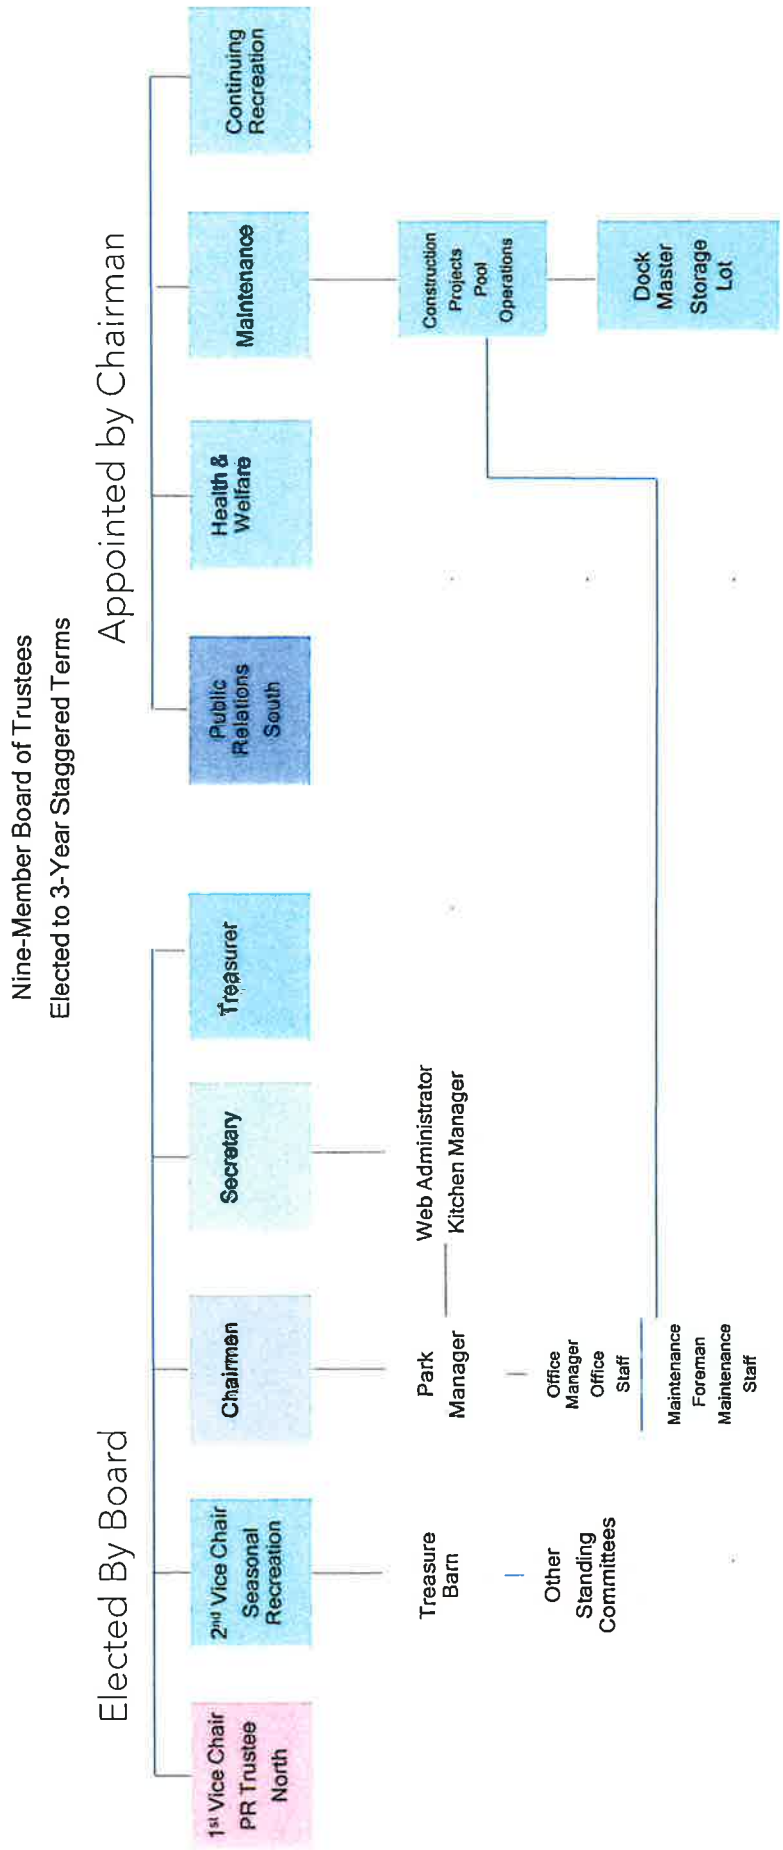 Nine-Member Board of Trustees
Elected to 3-Year Staggered Terms
Elected By Board
Appointed by Chairman
1st Vice Chair
PR Trustee
North
2nd Vice Chair
Seasonal
Recreation
Chairman
Secretary
Treasurer
Public
Relations
South
Health &
Welfare
Maintenance
Continuing
Recreation
Treasure
Barn
Other
Standing
Committees
Park
Manager
Office
Manager
Office
Staff
Maintenance
Foreman
Maintenance
Staff
Web Administrator
Kitchen Manager
Construction
Projects
Pool
Operations
Dock
Master
Storage
Lot